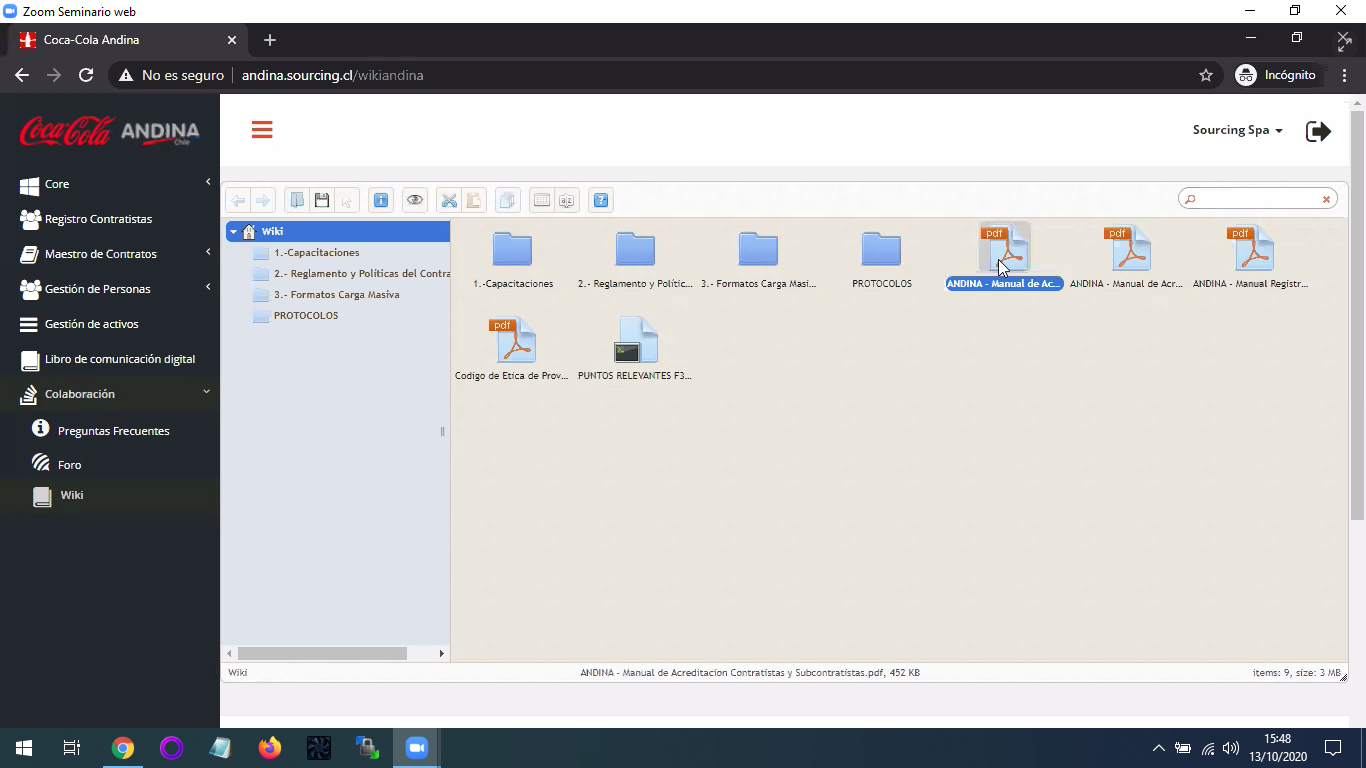 Zoom Seminario web
Coca-Cola Andina
No es seguro
andina.sourcing.cl/wikiandina
Incógnito
Coca-Cola ANDINA
Chile
Sourcing Spa
Core
Registro Contratistas
Maestro de Contratos
Gestión de Personas
Gestión de activos
Libro de comunicación digital
Colaboración
Preguntas Frecuentes
Foro
Wiki
Wiki
1.-Capacitaciones
2.- Reglamento y Políticas del Contra
3.- Formatos Carga Masiva
PROTOCOLOS
pdf
pdf
pdf
1.-Capacitaciones
2.- Reglamento y Polític...
3.- Formatos Carga Masi...
PROTOCOLOS
ANDINA - Manual de Ac...
ANDINA - Manual de Acr...
ANDINA - Manual Registr...
pdf
Codigo de Etica de Prov...
PUNTOS RELEVANTES F3...
Wiki
ANDINA - Manual de Acreditacion Contratistas y Subcontratistas.pdf, 452 KB
items: 9, size: 3 MB
15:48
13/10/2020